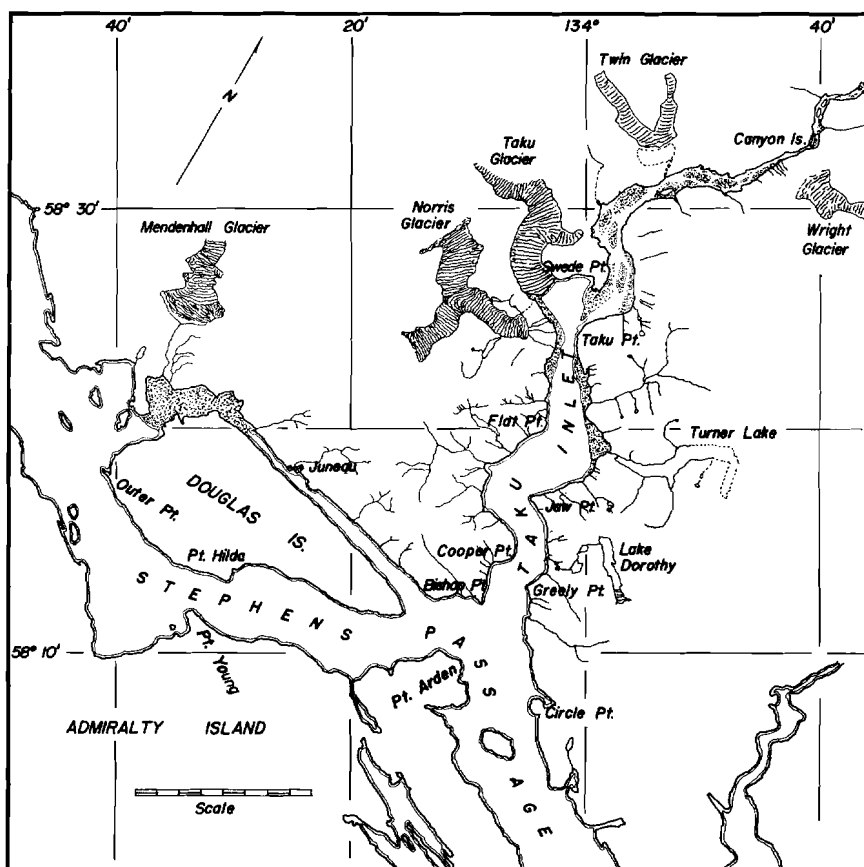 40'
20'
134°
40'
N
Twin Glacier
Canyon Is.
Taku
Glacier
58° 30'
Mendenhall Glacier
Norris
Glacier
Wright
Glacier
Swede Pt.
Taku Pt.
Flat Pt.
TAKU INLET
Turner Lake
Juneau
Outer Pt.
DOUGLAS
IS.
Jaw Pt.
Pt. Hilda
Cooper Pt.
Lake
Dorothy
Bishop Pt.
Greely Pt.
STEPHENS PASSAGE
58° 10'
Pt. Young
Pt. Arden
Circle Pt.
ADMIRALTY ISLAND
Scale